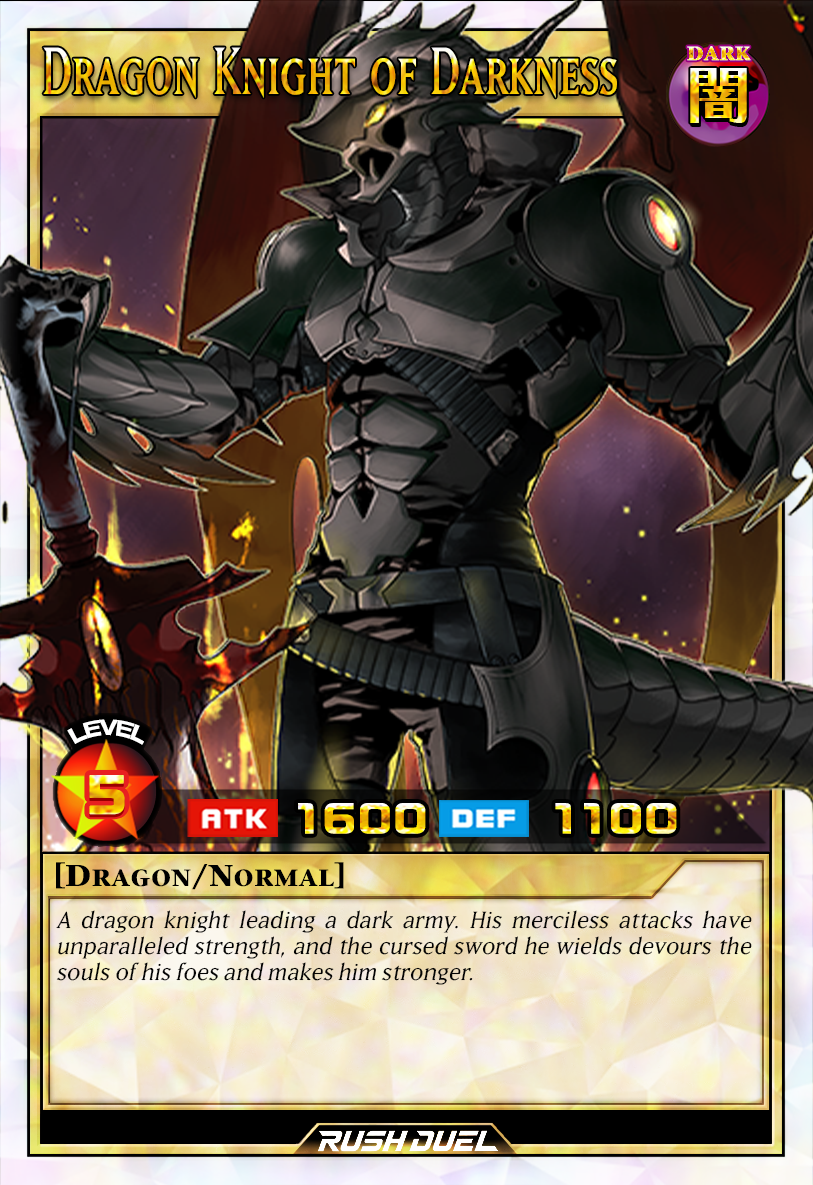 Dragon Knight of Darkness
DARK
闇
LEVEL
5
ATK 1600 DEF 1100
[Dragon/Normal]
A dragon knight leading a dark army. His merciless attacks have
unparalleled strength, and the cursed sword he wields devours the
souls of his foes and makes him stronger.
RUSH DUEL